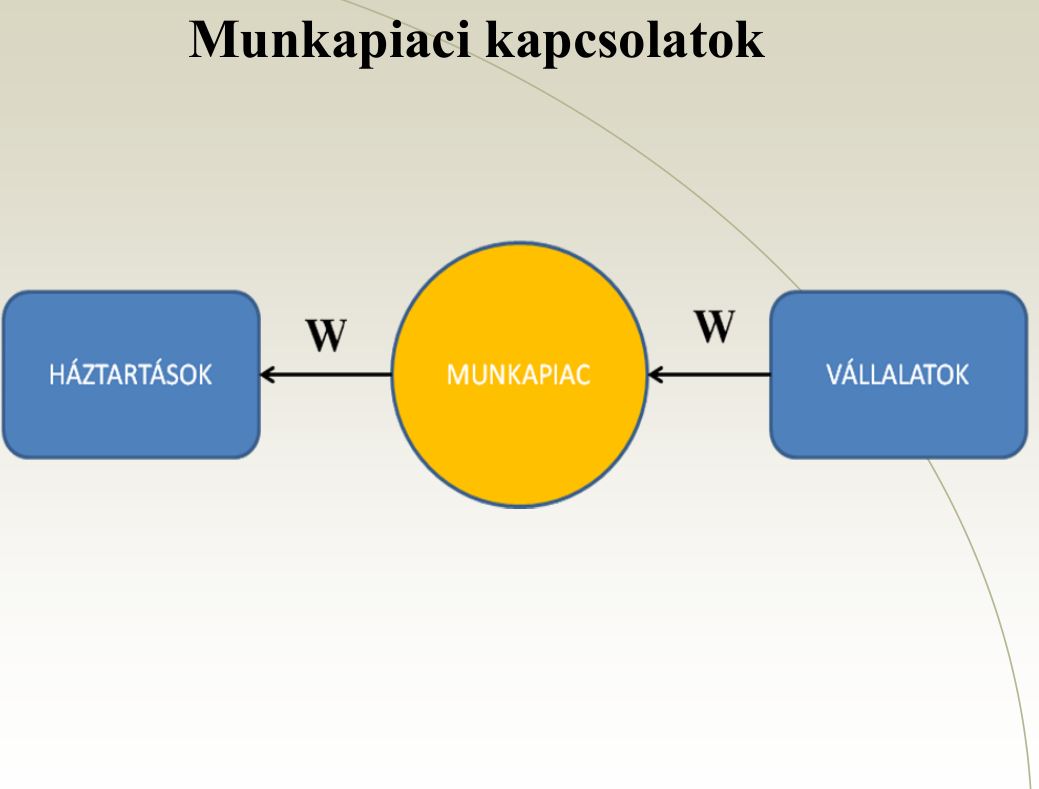 Munkapiaci kapcsolatok
W
W
HÁZTARTÁSOK
MUNKAPIAC
VÁLLALATOK